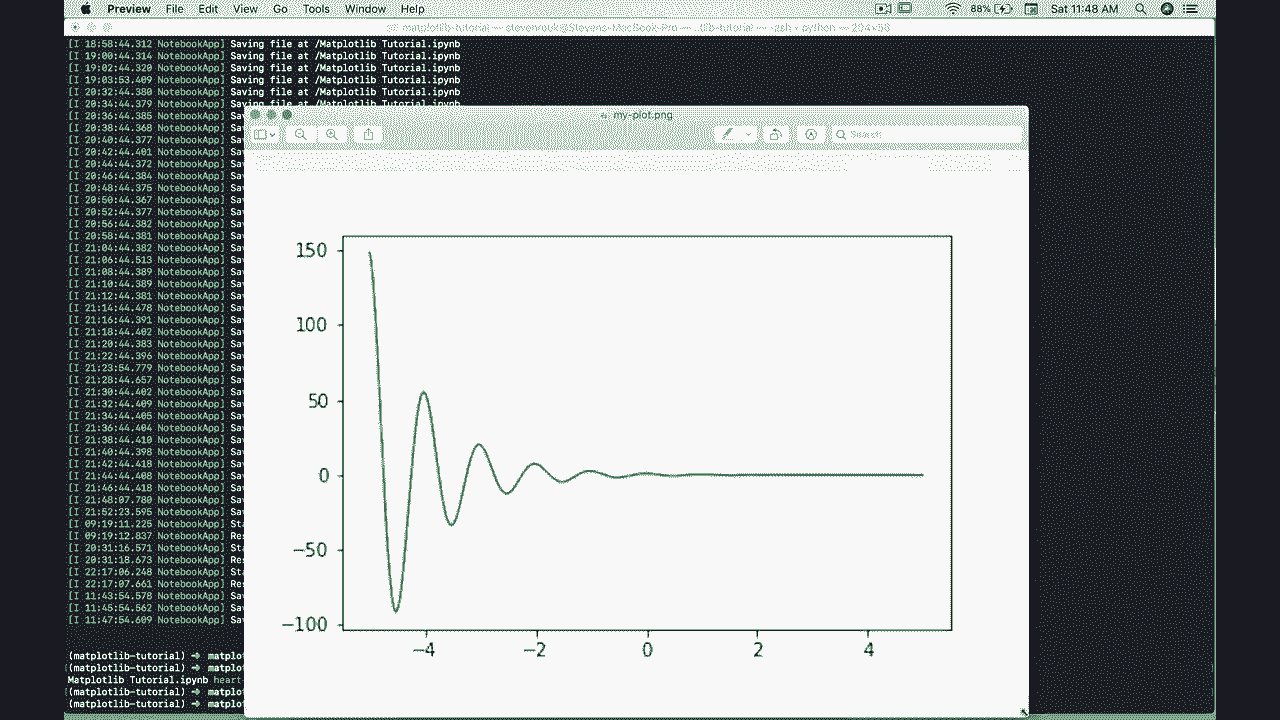 Preview File Edit View Go Tools Window Help 88% Sat 11:48 AM
matplotlib-tutorial — stevenrouk@Stevens-MacBook-Pro — ..tlib-tutorial — -zsh ▸ python — 204×58
[I 18:58:44.312 NotebookApp] Saving file at /Matplotlib Tutorial.ipynb
[I 19:00:44.314 NotebookApp] Saving file at /Matplotlib Tutorial.ipynb
[I 19:02:44.320 NotebookApp] Saving file at /Matplotlib Tutorial.ipynb
[I 19:03:53.409 NotebookApp] Saving file at /Matplotlib Tutorial.ipynb
[I 20:32:44.380 NotebookApp] Saving file at /Matplotlib Tutorial.ipynb
[I 20:34:44.379 NotebookApp] Saving file at /Matplotlib Tutorial.ipynb
[I 20:36:44.385 NotebookApp] Sav
[I 20:38:44.368 NotebookApp] Sav
[I 20:40:44.377 NotebookApp] Sav
[I 20:42:44.401 NotebookApp] Sav
[I 20:44:44.372 NotebookApp] Sav
[I 20:46:44.384 NotebookApp] Sav
[I 20:48:44.375 NotebookApp] Sav
[I 20:50:44.367 NotebookApp] Sav
[I 20:52:44.377 NotebookApp] Sav
[I 20:56:44.382 NotebookApp] Sav
[I 20:58:44.381 NotebookApp] Sav
[I 21:04:44.382 NotebookApp] Sav
[I 21:06:44.513 NotebookApp] Sav
[I 21:08:44.389 NotebookApp] Sav
[I 21:10:44.389 NotebookApp] Sav
[I 21:12:44.381 NotebookApp] Sav
[I 21:14:44.478 NotebookApp] Sav
[I 21:16:44.391 NotebookApp] Sav
[I 21:18:44.402 NotebookApp] Sav
[I 21:20:44.383 NotebookApp] Sav
[I 21:22:44.396 NotebookApp] Sav
[I 21:23:54.779 NotebookApp] Sav
[I 21:28:44.657 NotebookApp] Sav
[I 21:30:44.402 NotebookApp] Sav
[I 21:32:44.409 NotebookApp] Sav
[I 21:34:44.405 NotebookApp] Sav
[I 21:36:44.404 NotebookApp] Sav
[I 21:38:44.410 NotebookApp] Sav
[I 21:40:44.398 NotebookApp] Sav
[I 21:42:44.418 NotebookApp] Sav
[I 21:44:44.408 NotebookApp] Sav
[I 21:46:44.418 NotebookApp] Sav
[I 21:48:07.780 NotebookApp] Sav
[I 21:52:23.595 NotebookApp] Sav
[I 09:19:11.225 NotebookApp] Sta
[I 09:19:12.837 NotebookApp] Res
[I 20:31:16.571 NotebookApp] Sta
[I 20:31:18.673 NotebookApp] Res
[I 22:17:06.248 NotebookApp] Sta
[I 22:17:07.661 NotebookApp] Res
[I 11:43:54.578 NotebookApp] Sav
[I 11:45:54.562 NotebookApp] Sav
[I 11:47:54.609 NotebookApp] Sav
(matplotlib-tutorial) ➜ matplot
(matplotlib-tutorial) ➜ matplot
Matplotlib Tutorial.ipynb heart-
(matplotlib-tutorial) ➜ matplot
(matplotlib-tutorial) ➜ matplot
my-plot.png
Search
150
100
50
0
−50
−100
−4 −2 0 2 4